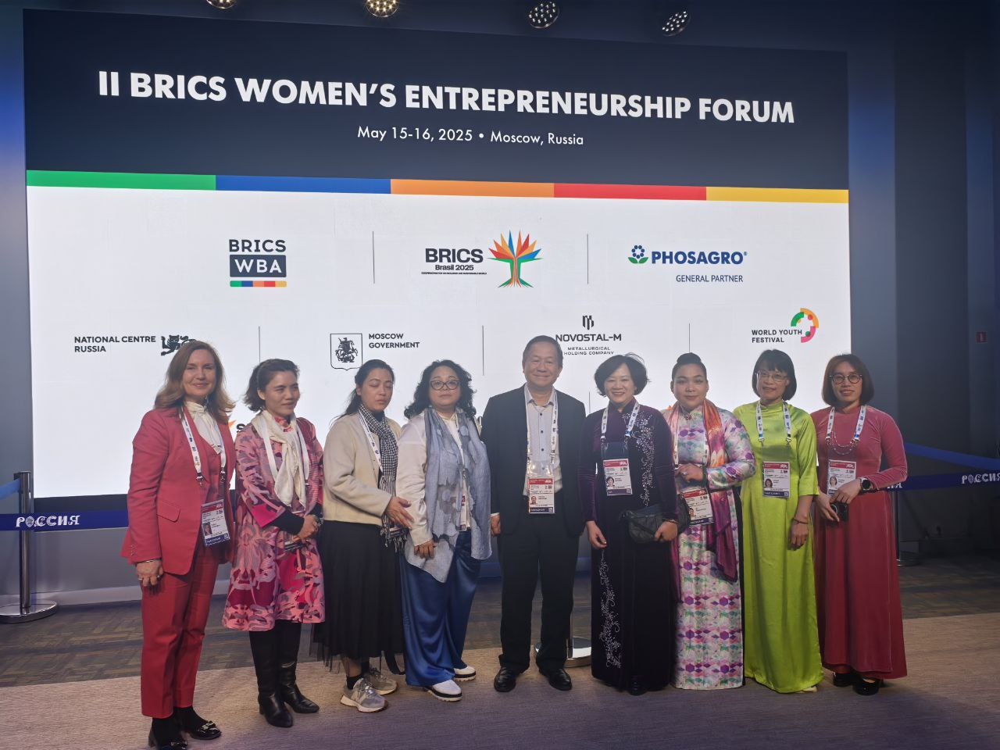 II BRICS WOMEN'S ENTREPRENEURSHIP FORUM
May 15-16, 2025 • Moscow, Russia
BRICS
WBA
BRICS
Brasil 2025
PHOSAGRO®
GENERAL PARTNER
NATIONAL CENTRE
RUSSIA
MOSCOW
GOVERNMENT
NOVOSTAL-M
METALLURGICAL
HOLDING COMPANY
WORLD YOUTH
FESTIVAL
РОССИЯ
РОССИЯ